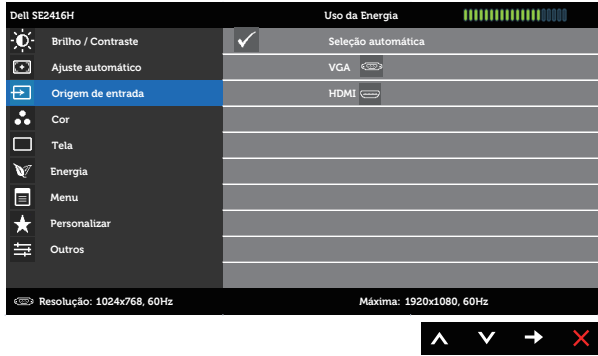 Dell SE2416H Uso da Energia
Brilho / Contraste Seleção automática
Ajuste automático VGA
Origem de entrada HDMI
Cor
Tela
Energia
Menu
Personalizar
Outros
Resolução: 1024x768, 60Hz Máxima: 1920x1080, 60Hz